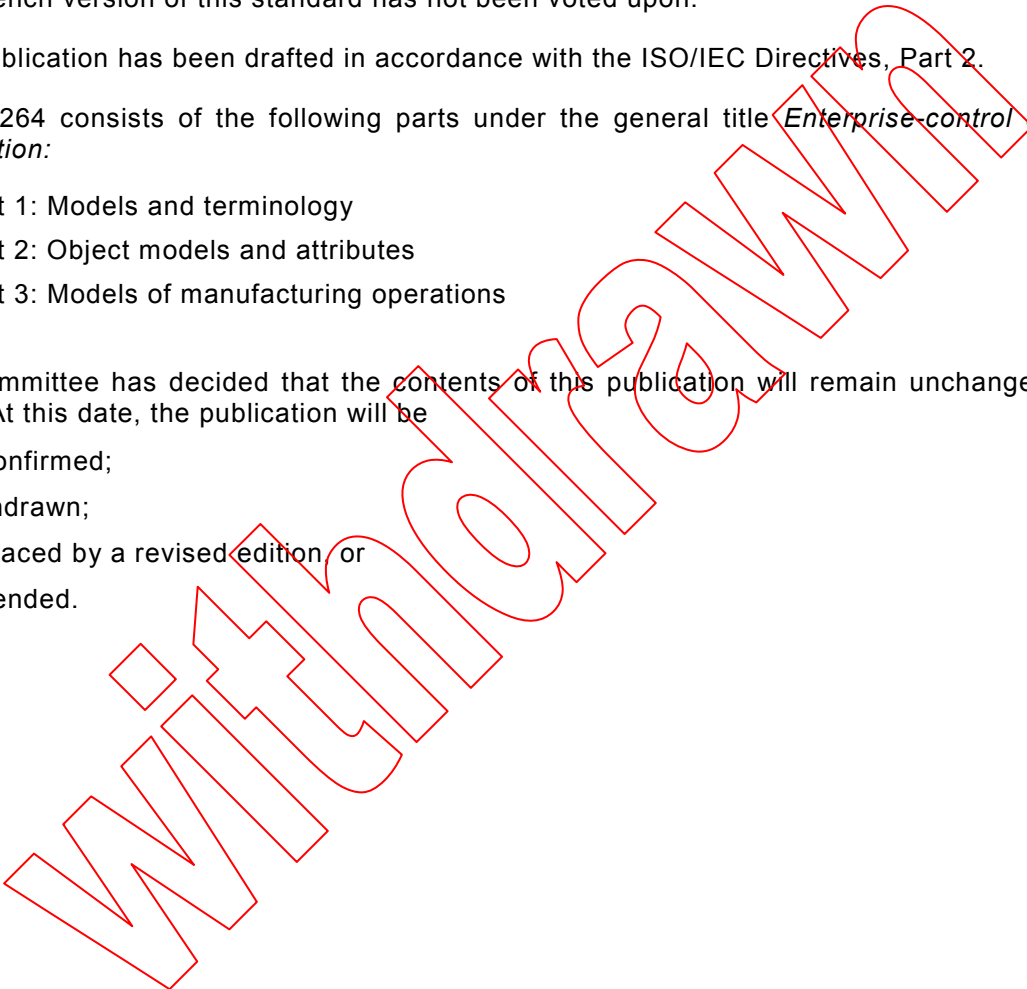 ench version of this standard has not been voted upon.
blication has been drafted in accordance with the ISO/IEC Directives, Part 2.
264 consists of the following parts under the general title Enterprise-control
tion:
t 1: Models and terminology
t 2: Object models and attributes
t 3: Models of manufacturing operations
mmittee has decided that the contents of this publication will remain unchange
At this date, the publication will be
onfirmed;
hdrawn;
laced by a revised edition, or
ended.
withdrawn